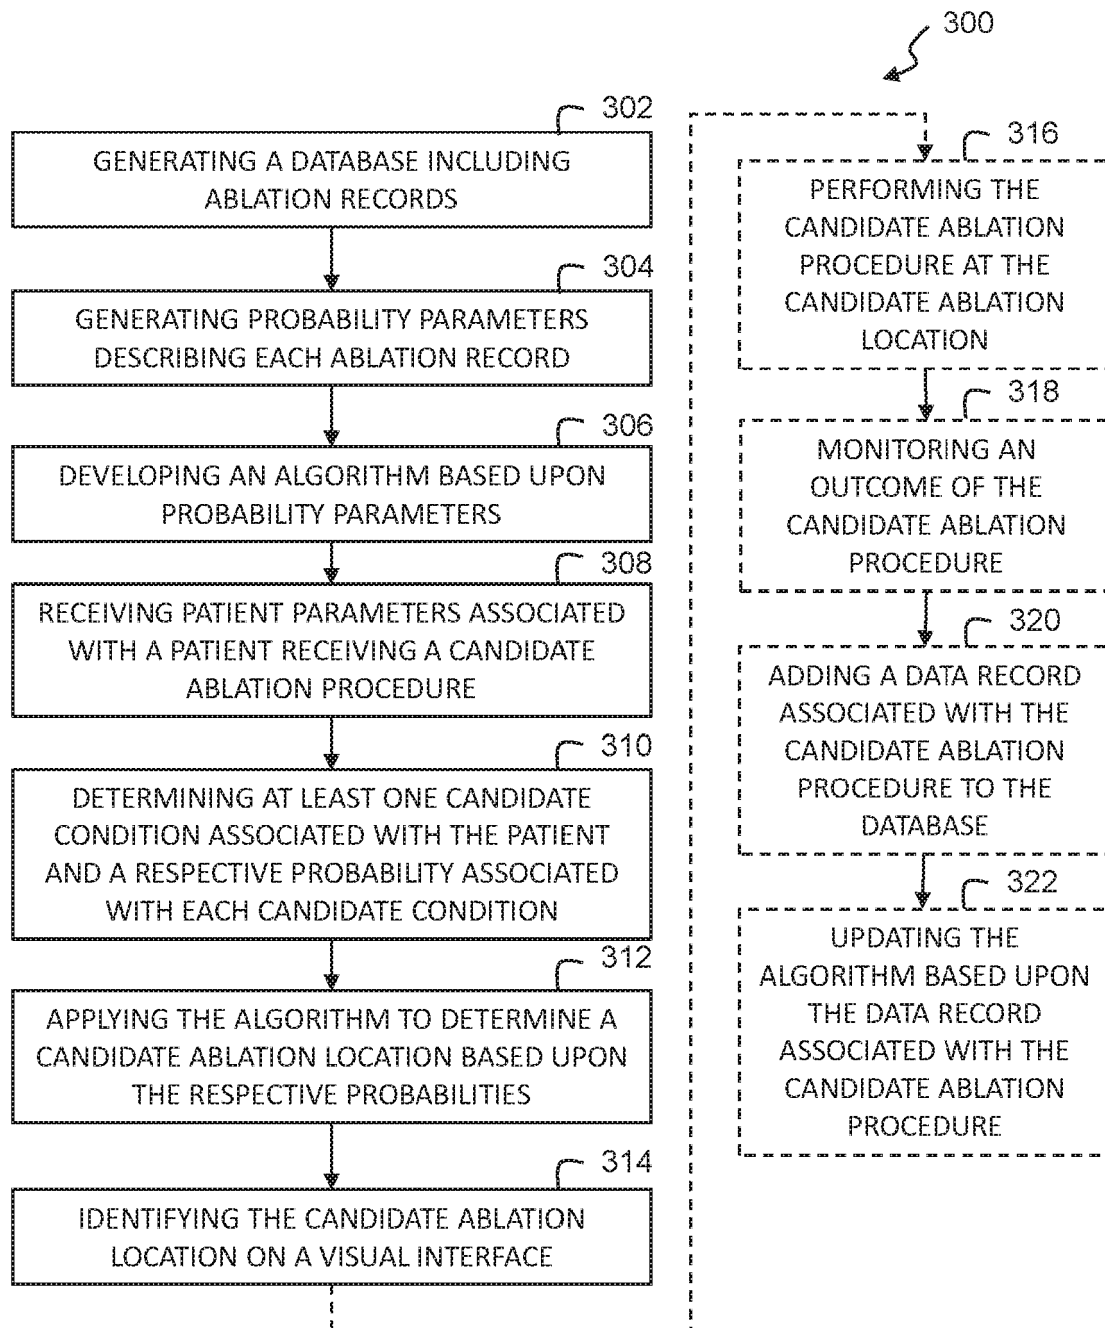 300
302
GENERATING A DATABASE INCLUDING
ABLATION RECORDS
304
GENERATING PROBABILITY PARAMETERS
DESCRIBING EACH ABLATION RECORD
306
DEVELOPING AN ALGORITHM BASED UPON
PROBABILITY PARAMETERS
308
RECEIVING PATIENT PARAMETERS ASSOCIATED
WITH A PATIENT RECEIVING A CANDIDATE
ABLATION PROCEDURE
310
DETERMINING AT LEAST ONE CANDIDATE
CONDITION ASSOCIATED WITH THE PATIENT
AND A RESPECTIVE PROBABILITY ASSOCIATED
WITH EACH CANDIDATE CONDITION
312
APPLYING THE ALGORITHM TO DETERMINE A
CANDIDATE ABLATION LOCATION BASED UPON
THE RESPECTIVE PROBABILITIES
314
IDENTIFYING THE CANDIDATE ABLATION
LOCATION ON A VISUAL INTERFACE
316
PERFORMING THE
CANDIDATE ABLATION
PROCEDURE AT THE
CANDIDATE ABLATION
LOCATION
318
MONITORING AN
OUTCOME OF THE
CANDIDATE ABLATION
PROCEDURE
320
ADDING A DATA RECORD
ASSOCIATED WITH THE
CANDIDATE ABLATION
PROCEDURE TO THE
DATABASE
322
UPDATING THE
ALGORITHM BASED UPON
THE DATA RECORD
ASSOCIATED WITH THE
CANDIDATE ABLATION
PROCEDURE